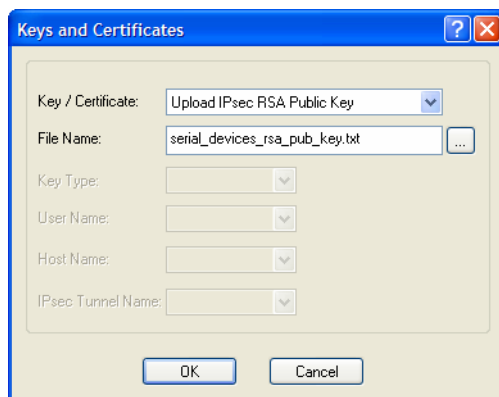 Keys and Certificates
Key / Certificate: Upload IPsec RSA Public Key
File Name: serial_devices_rsa_pub_key.txt ...
Key Type:
User Name:
Host Name:
IPsec Tunnel Name:
OK Cancel